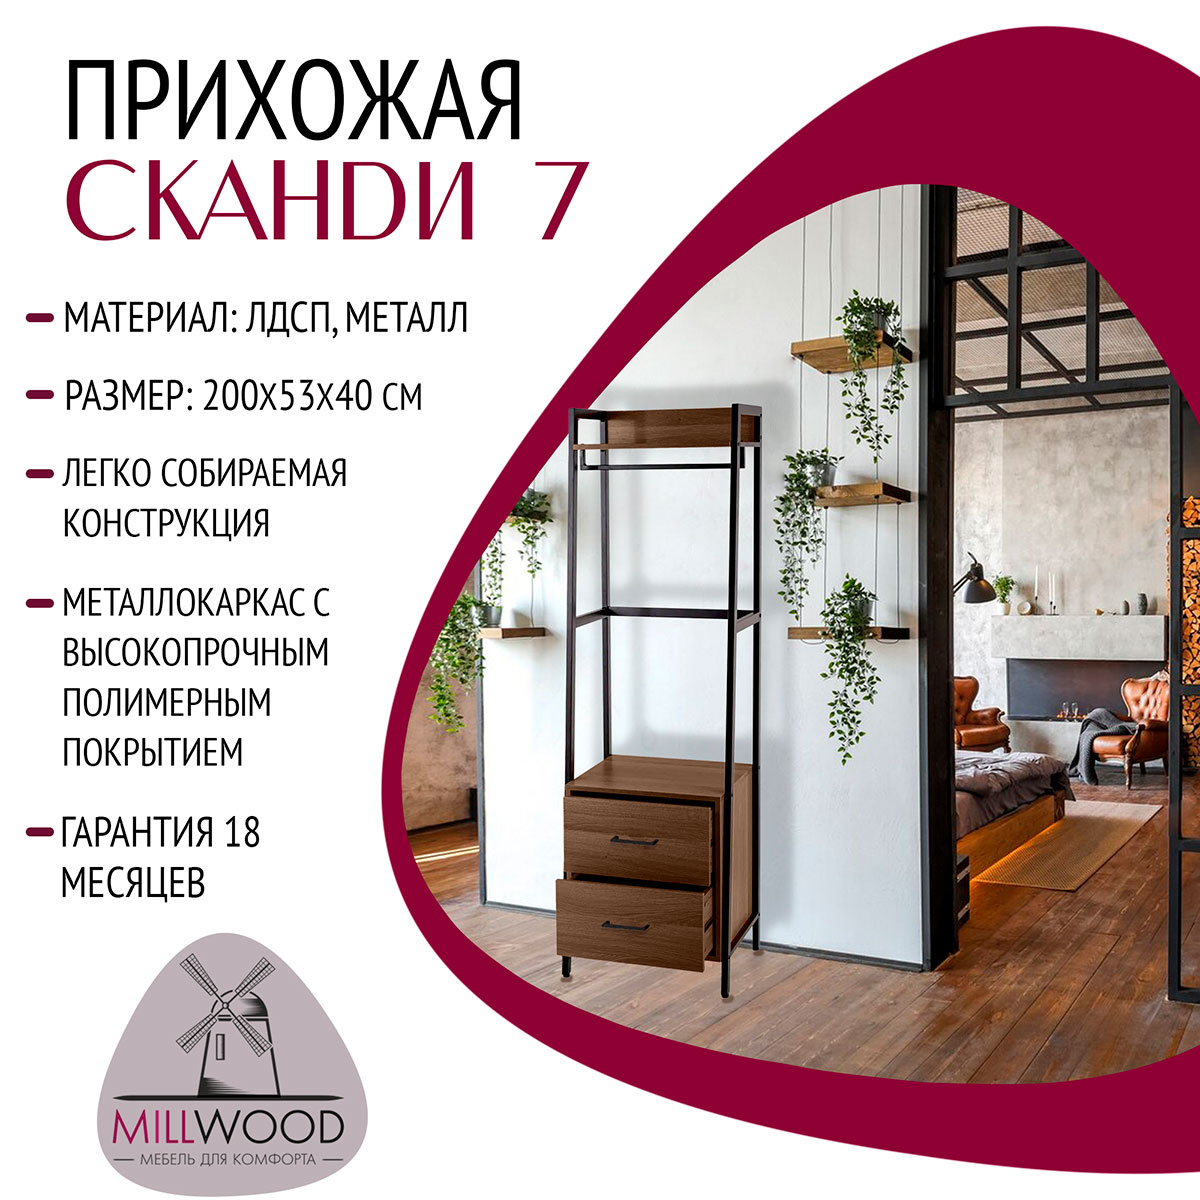 ПРИХОЖАЯ
СКАНДИ 7
МАТЕРИАЛ: ЛДСП, МЕТАЛЛ
РАЗМЕР: 200Х53Х40 СМ
ЛЕГКО СОБИРАЕМАЯ
КОНСТРУКЦИЯ
МЕТАЛЛОКАРКАС С
ВЫСОКОПРОЧНЫМ
ПОЛИМЕРНЫМ
ПОКРЫТИЕМ
ГАРАНТИЯ 18
МЕСЯЦЕВ
MILLWOOD
МЕБЕЛЬ ДЛЯ КОМФОРТА